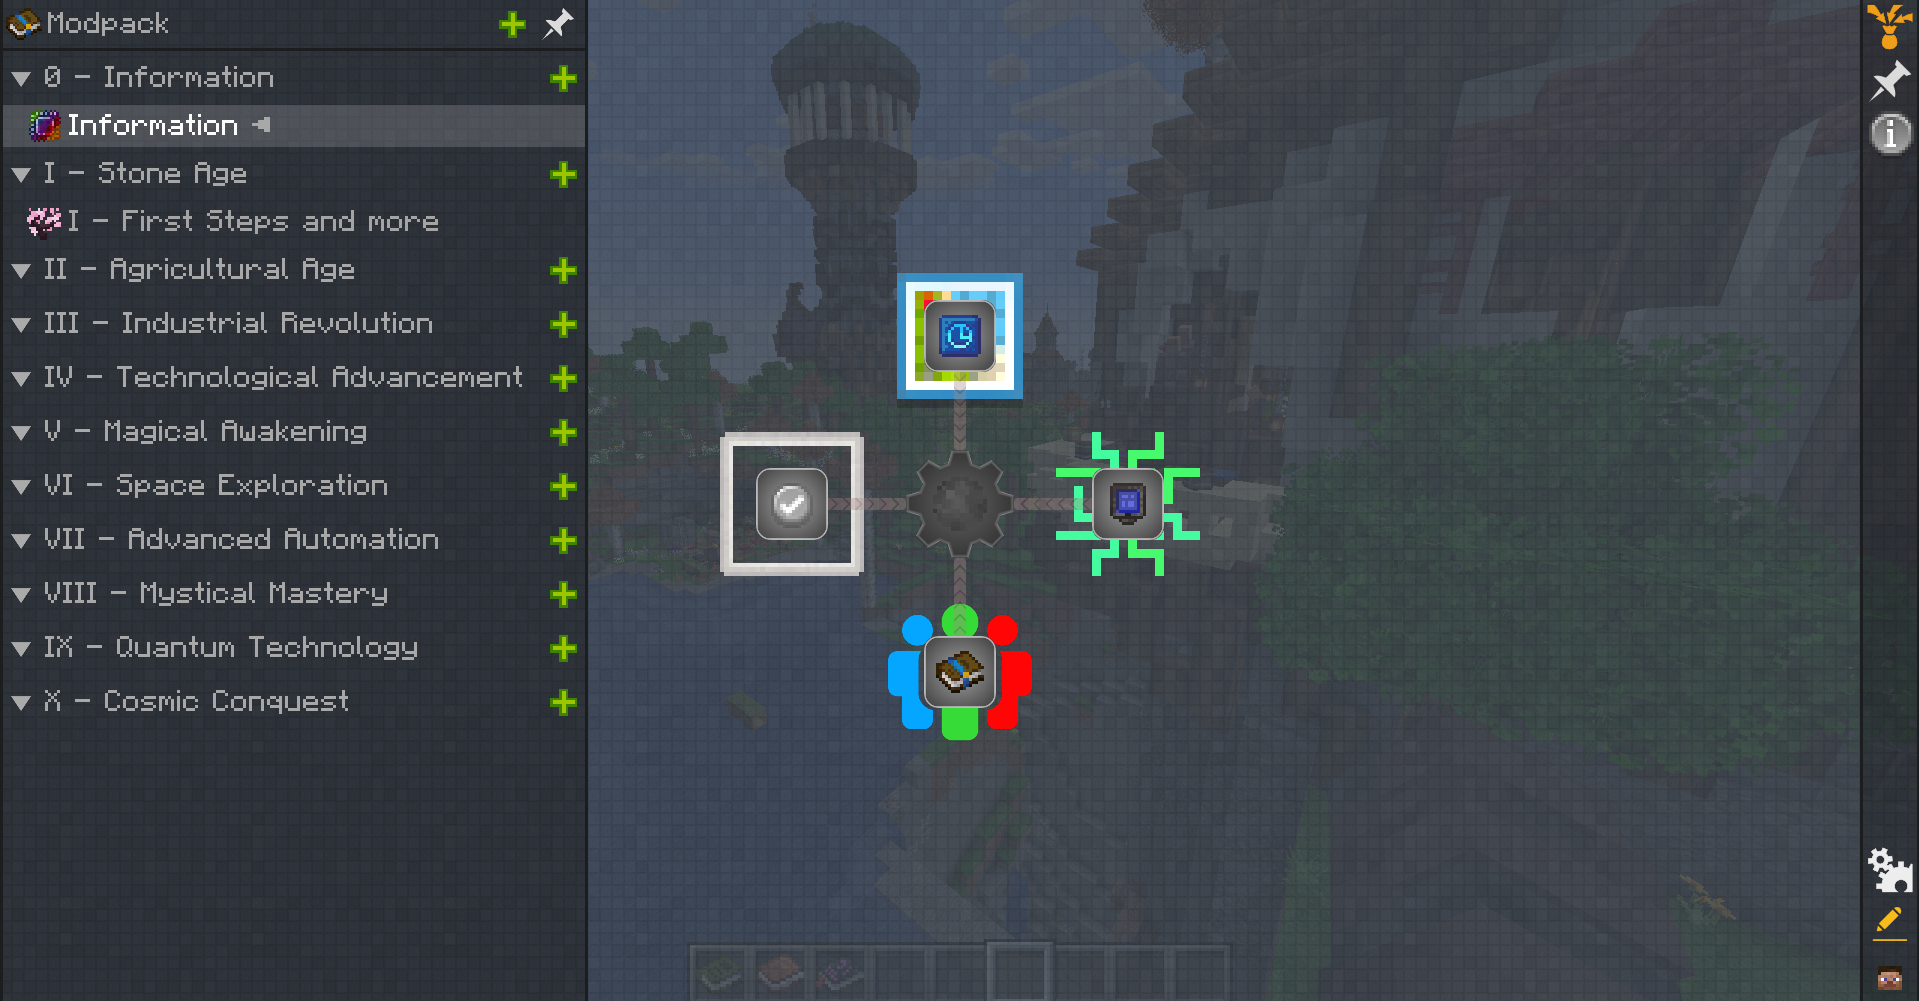 Modpack
0 - Information
Information
I - Stone Age
I - First Steps and more
II - Agricultural Age
III - Industrial Revolution
IV - Technological Advancement
V - Magical Awakening
VI - Space Exploration
VII - Advanced Automation
VIII - Mystical Mastery
IX - Quantum Technology
X - Cosmic Conquest